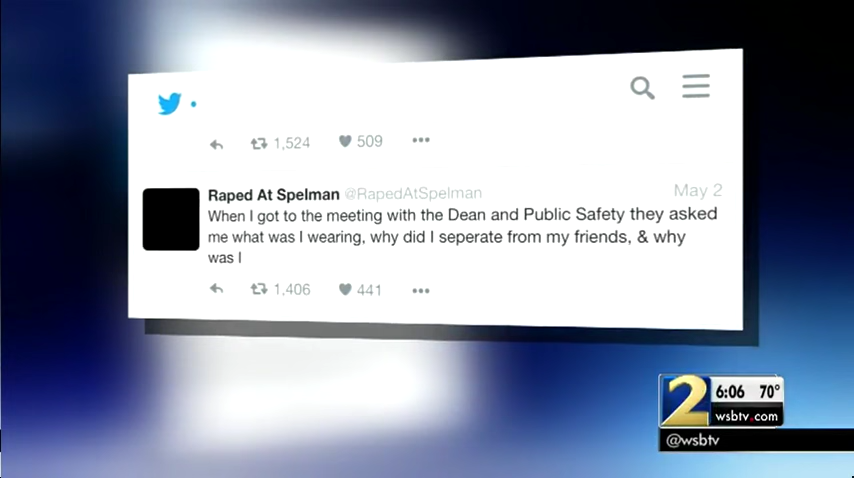 1,524 509
Raped At Spelman @RapedAtSpelman May 2
When I got to the meeting with the Dean and Public Safety they asked
me what was I wearing, why did I seperate from my friends, & why
was I
1,406 441
2 6:06 70°
wsbtv.com
@wsbtv